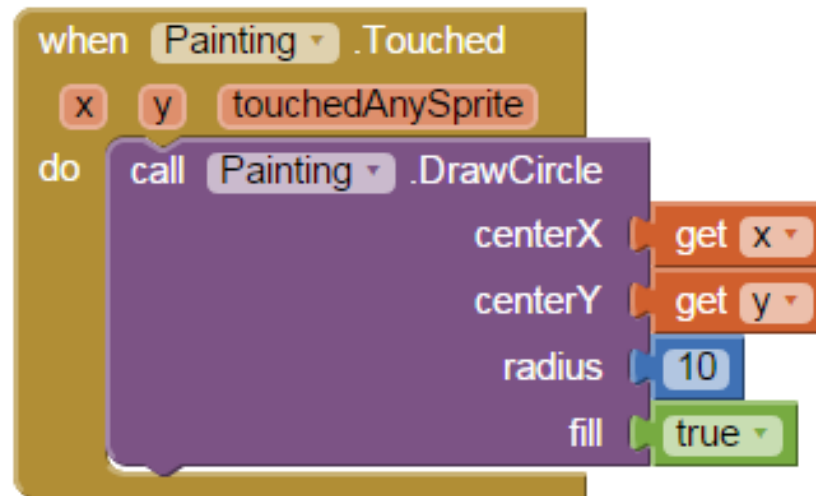 when Painting .Touched
x y touchedAnySprite
do call Painting .DrawCircle
centerX get x
centerY get y
radius 10
fill true